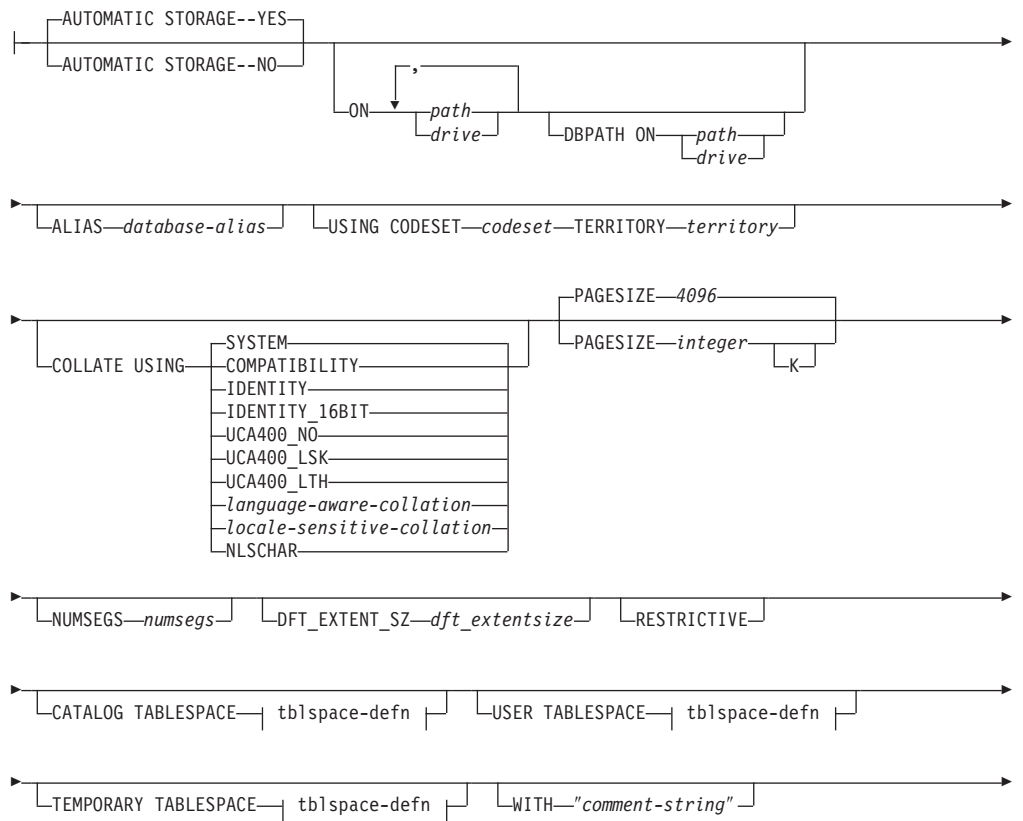 AUTOMATIC STORAGE--YES
AUTOMATIC STORAGE--NO
,
ON path
drive
DBPATH ON path
drive
ALIAS database-alias USING CODESET codeset TERRITORY territory
PAGESIZE 4096
COLLATE USING SYSTEM PAGESIZE integer K
COMPATIBILITY
IDENTITY
IDENTITY_16BIT
UCA400_NO
UCA400_LSK
UCA400_LTH
language-aware-collation
locale-sensitive-collation
NLSCHAR
NUMSEGS numsegs DFT_EXTENT_SZ dft_extentsize RESTRICTIVE
CATALOG TABLESPACE tblspace-defn USER TABLESPACE tblspace-defn
TEMPORARY TABLESPACE tblspace-defn WITH "comment-string"